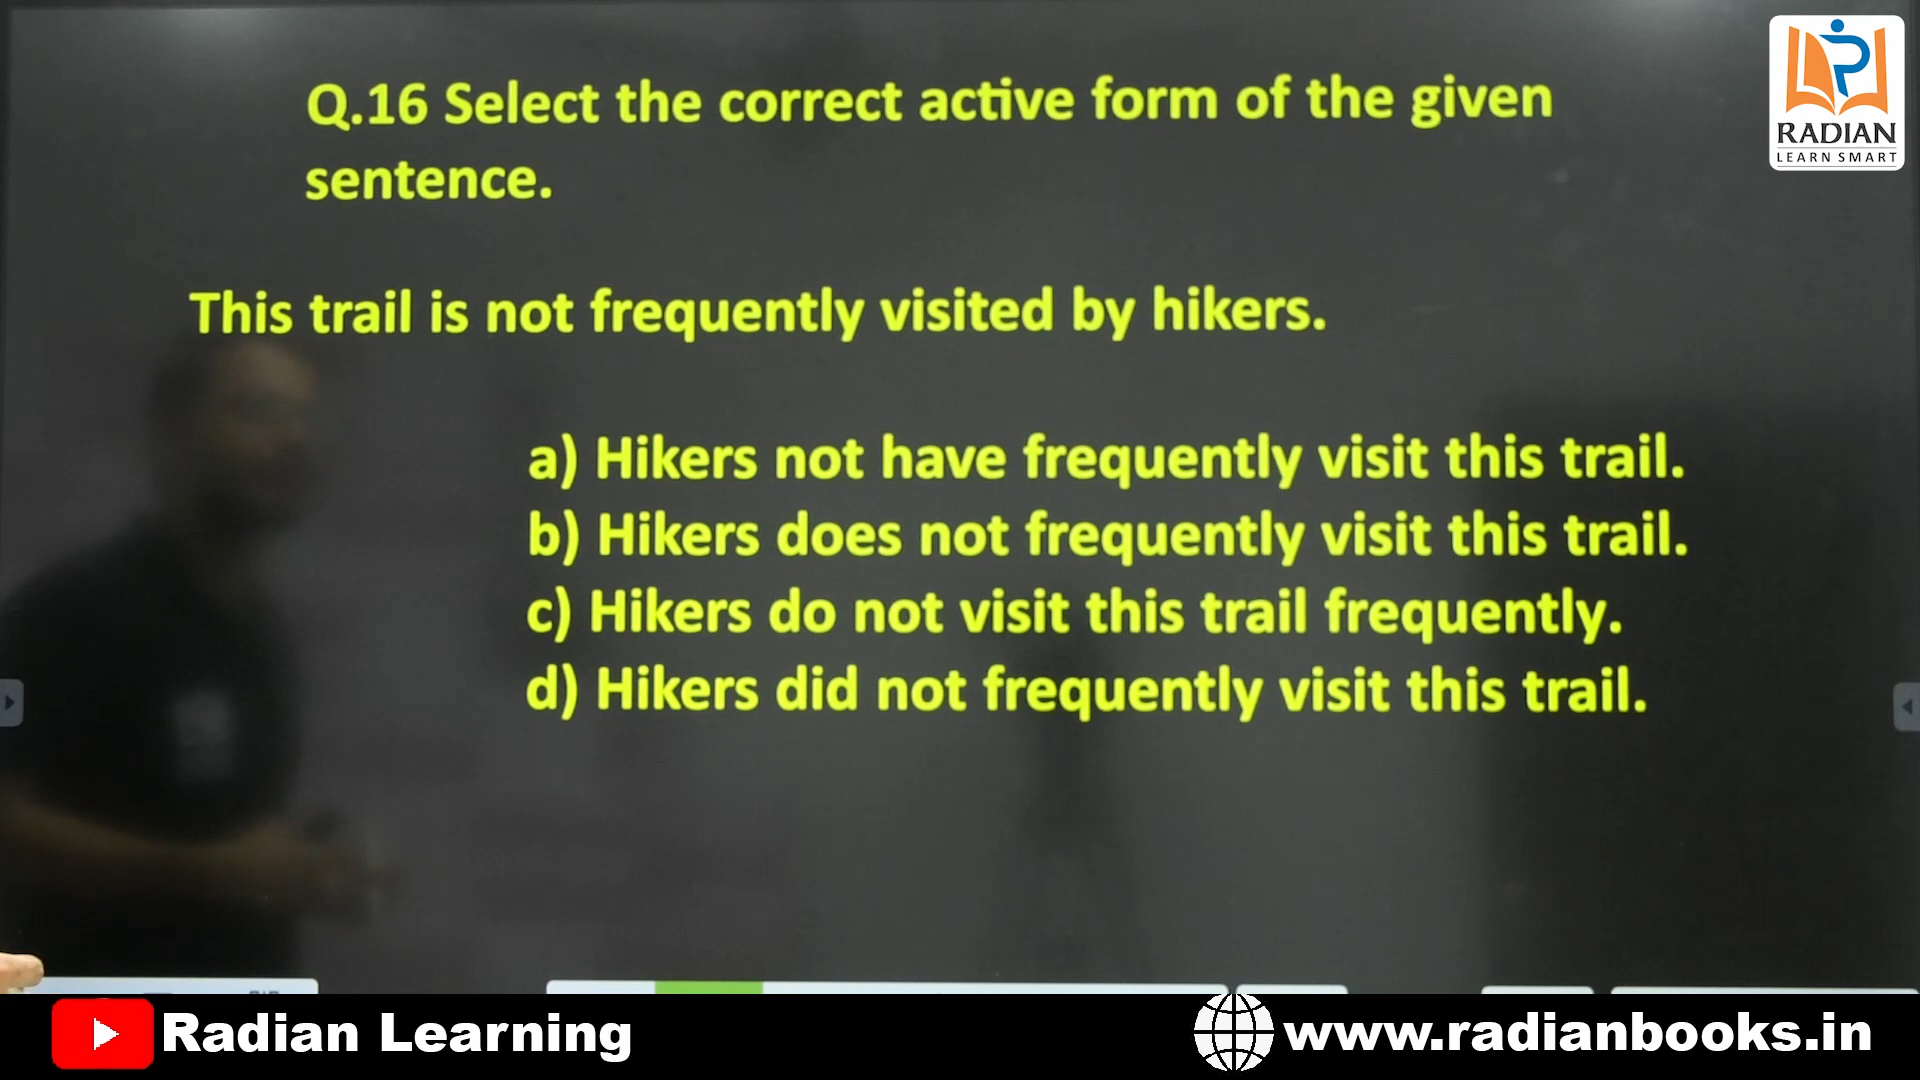 RADIAN
LEARN SMART
Q.16 Select the correct active form of the given
sentence.
This trail is not frequently visited by hikers.
a) Hikers not have frequently visit this trail.
b) Hikers does not frequently visit this trail.
c) Hikers do not visit this trail frequently.
d) Hikers did not frequently visit this trail.
Radian Learning
www.radianbooks.in